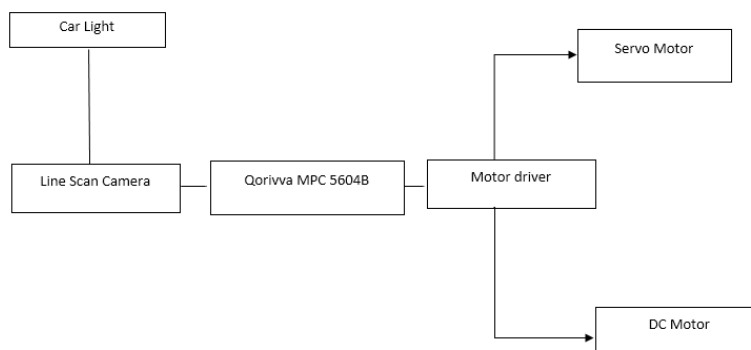 Car Light
Servo Motor
Line Scan Camera
Qorivva MPC 5604B
Motor driver
DC Motor